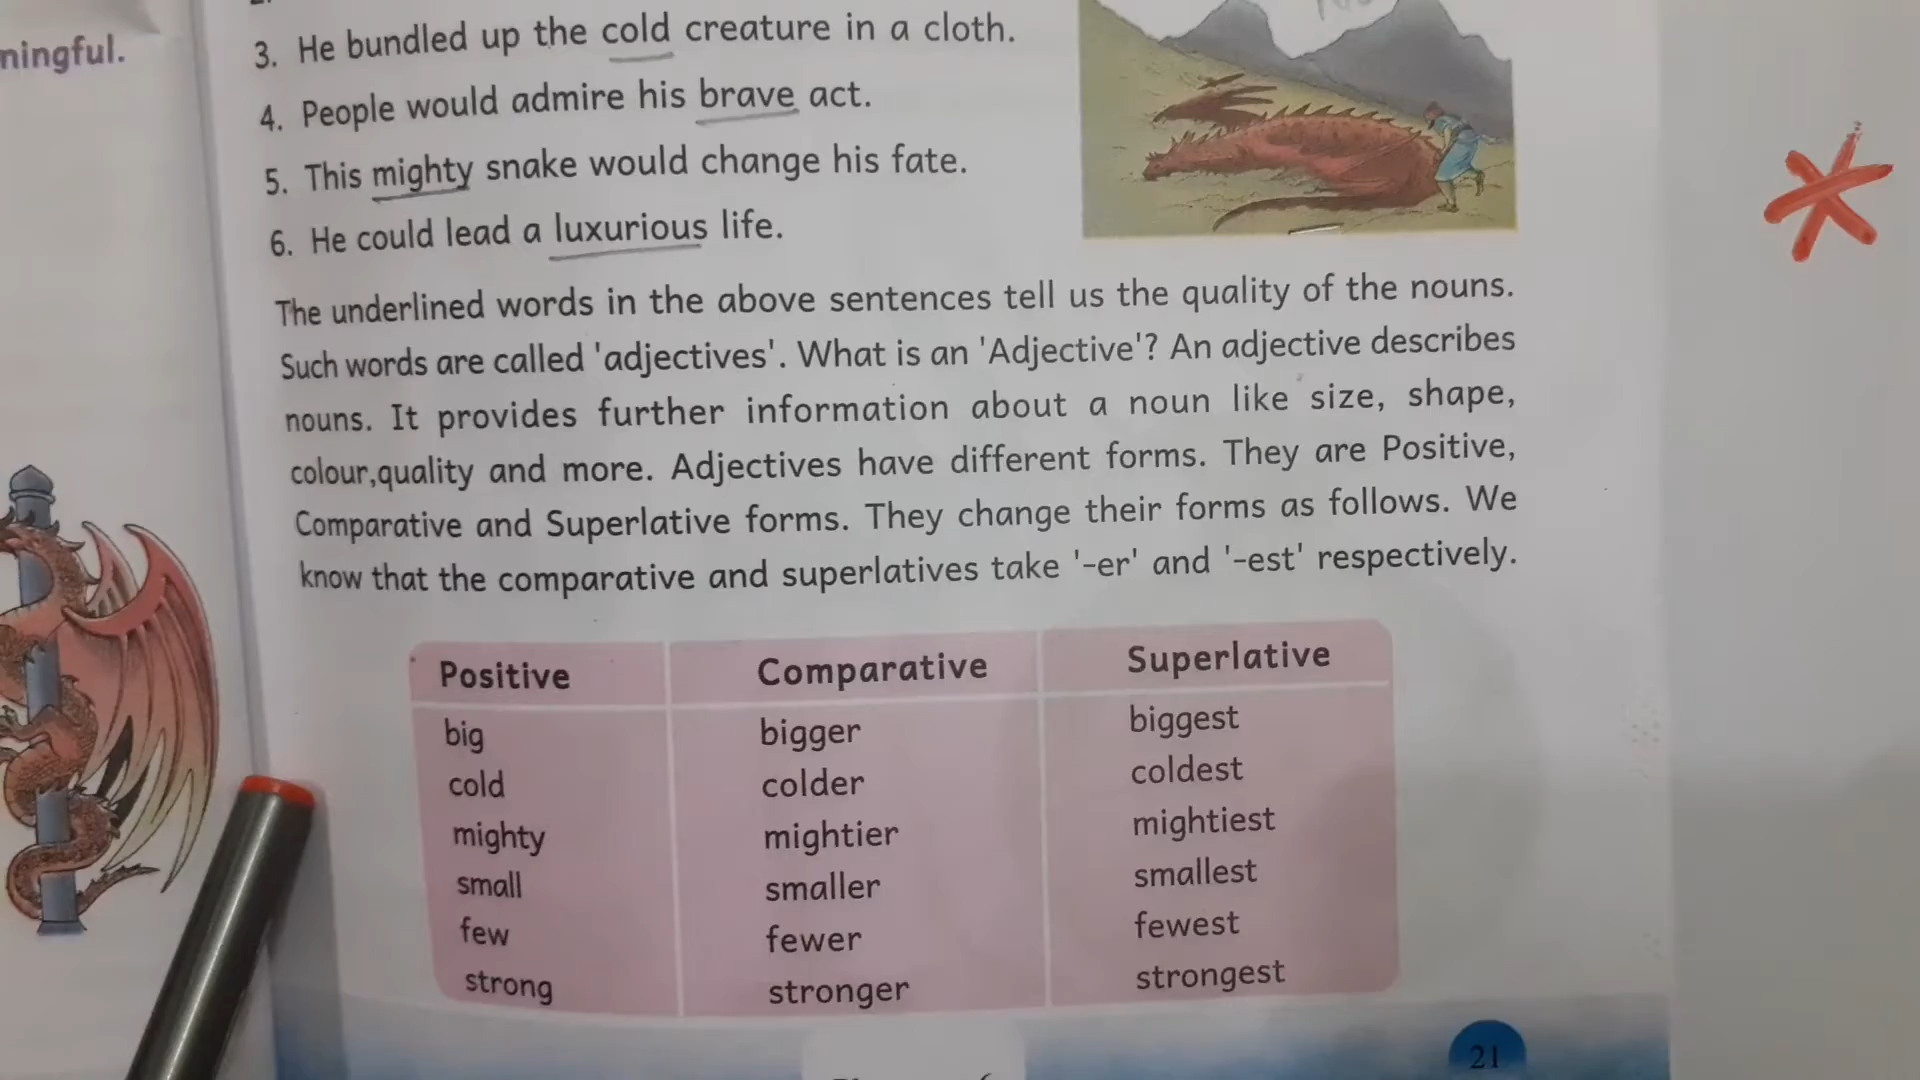 ningful.
3. He bundled up the cold creature in a cloth.
4. People would admire his brave act.
5. This mighty snake would change his fate.
6. He could lead a luxurious life.
The underlined words in the above sentences tell us the quality of the nouns.
Such words are called 'adjectives'. What is an 'Adjective'? An adjective describes
nouns. It provides further information about a noun like size, shape,
colour,quality and more. Adjectives have different forms. They are Positive,
Comparative and Superlative forms. They change their forms as follows. We
know that the comparative and superlatives take '-er' and '-est' respectively.
Positive Comparative Superlative
big bigger biggest
cold colder coldest
mighty mightier mightiest
small smaller smallest
few fewer fewest
strong stronger strongest
21